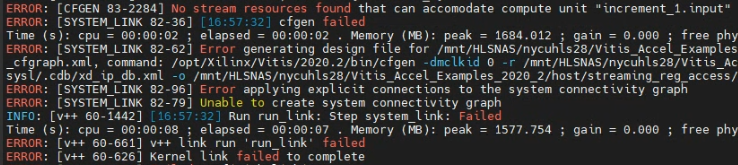 ERROR: [CFGEN 83-2284] No stream resources found that can accomodate compute unit "increment_1.input"
ERROR: [SYSTEM_LINK 82-36] [16:57:32] cfgen failed
Time (s): cpu = 00:00:02 ; elapsed = 00:00:02 . Memory (MB): peak = 1684.012 ; gain = 0.000 ; free phy
ERROR: [SYSTEM_LINK 82-62] Error generating design file for /mnt/HLSNAS/nycuhls28/Vitis_Accel_Examples
_cfgraph.xml, command: /opt/Xilinx/Vitis/2020.2/bin/cfgen -dmclkid 0 -r /mnt/HLSNAS/nycuhls28/Vitis_Ac
sysl/.cdb/xd_ip_db.xml -o /mnt/HLSNAS/nycuhls28/Vitis_Accel_Examples_2020_2/host/streaming_reg_access/
ERROR: [SYSTEM_LINK 82-96] Error applying explicit connections to the system connectivity graph
ERROR: [SYSTEM_LINK 82-79] Unable to create system connectivity graph
INFO: [v++ 60-1442] [16:57:32] Run run_link: Step system_link: Failed
Time (s): cpu = 00:00:08 ; elapsed = 00:00:07 . Memory (MB): peak = 1577.754 ; gain = 0.000 ; free phy
ERROR: [v++ 60-661] v++ link run 'run_link' failed
ERROR: [v++ 60-626] Kernel link failed to complete